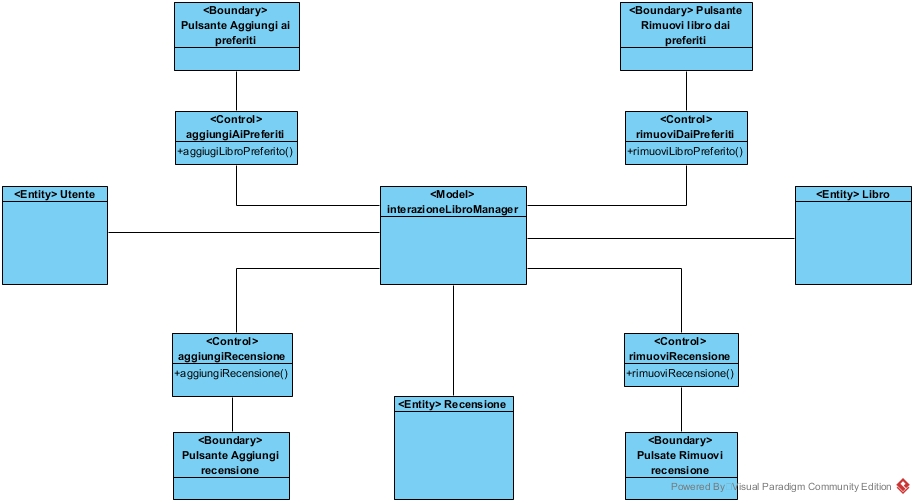 <Boundary>
Pulsante Aggiungi ai
preferiti
<Boundary> Pulsante
Rimuovi libro dai
preferiti
<Control>
aggiungiAiPreferiti
+aggiugiLibroPreferito()
<Control>
rimuoviDaiPreferiti
+rimuoviLibroPreferito()
<Entity> Utente
<Model>
interazioneLibroManager
<Entity> Libro
<Control>
aggiungiRecensione
+aggiungiRecensione()
<Control>
rimuoviRecensione
+rimuoviRecensione()
<Entity> Recensione
<Boundary>
Pulsante Aggiungi
recensione
<Boundary>
Pulsate Rimuovi
recensione
Powered By Visual Paradigm Community Edition